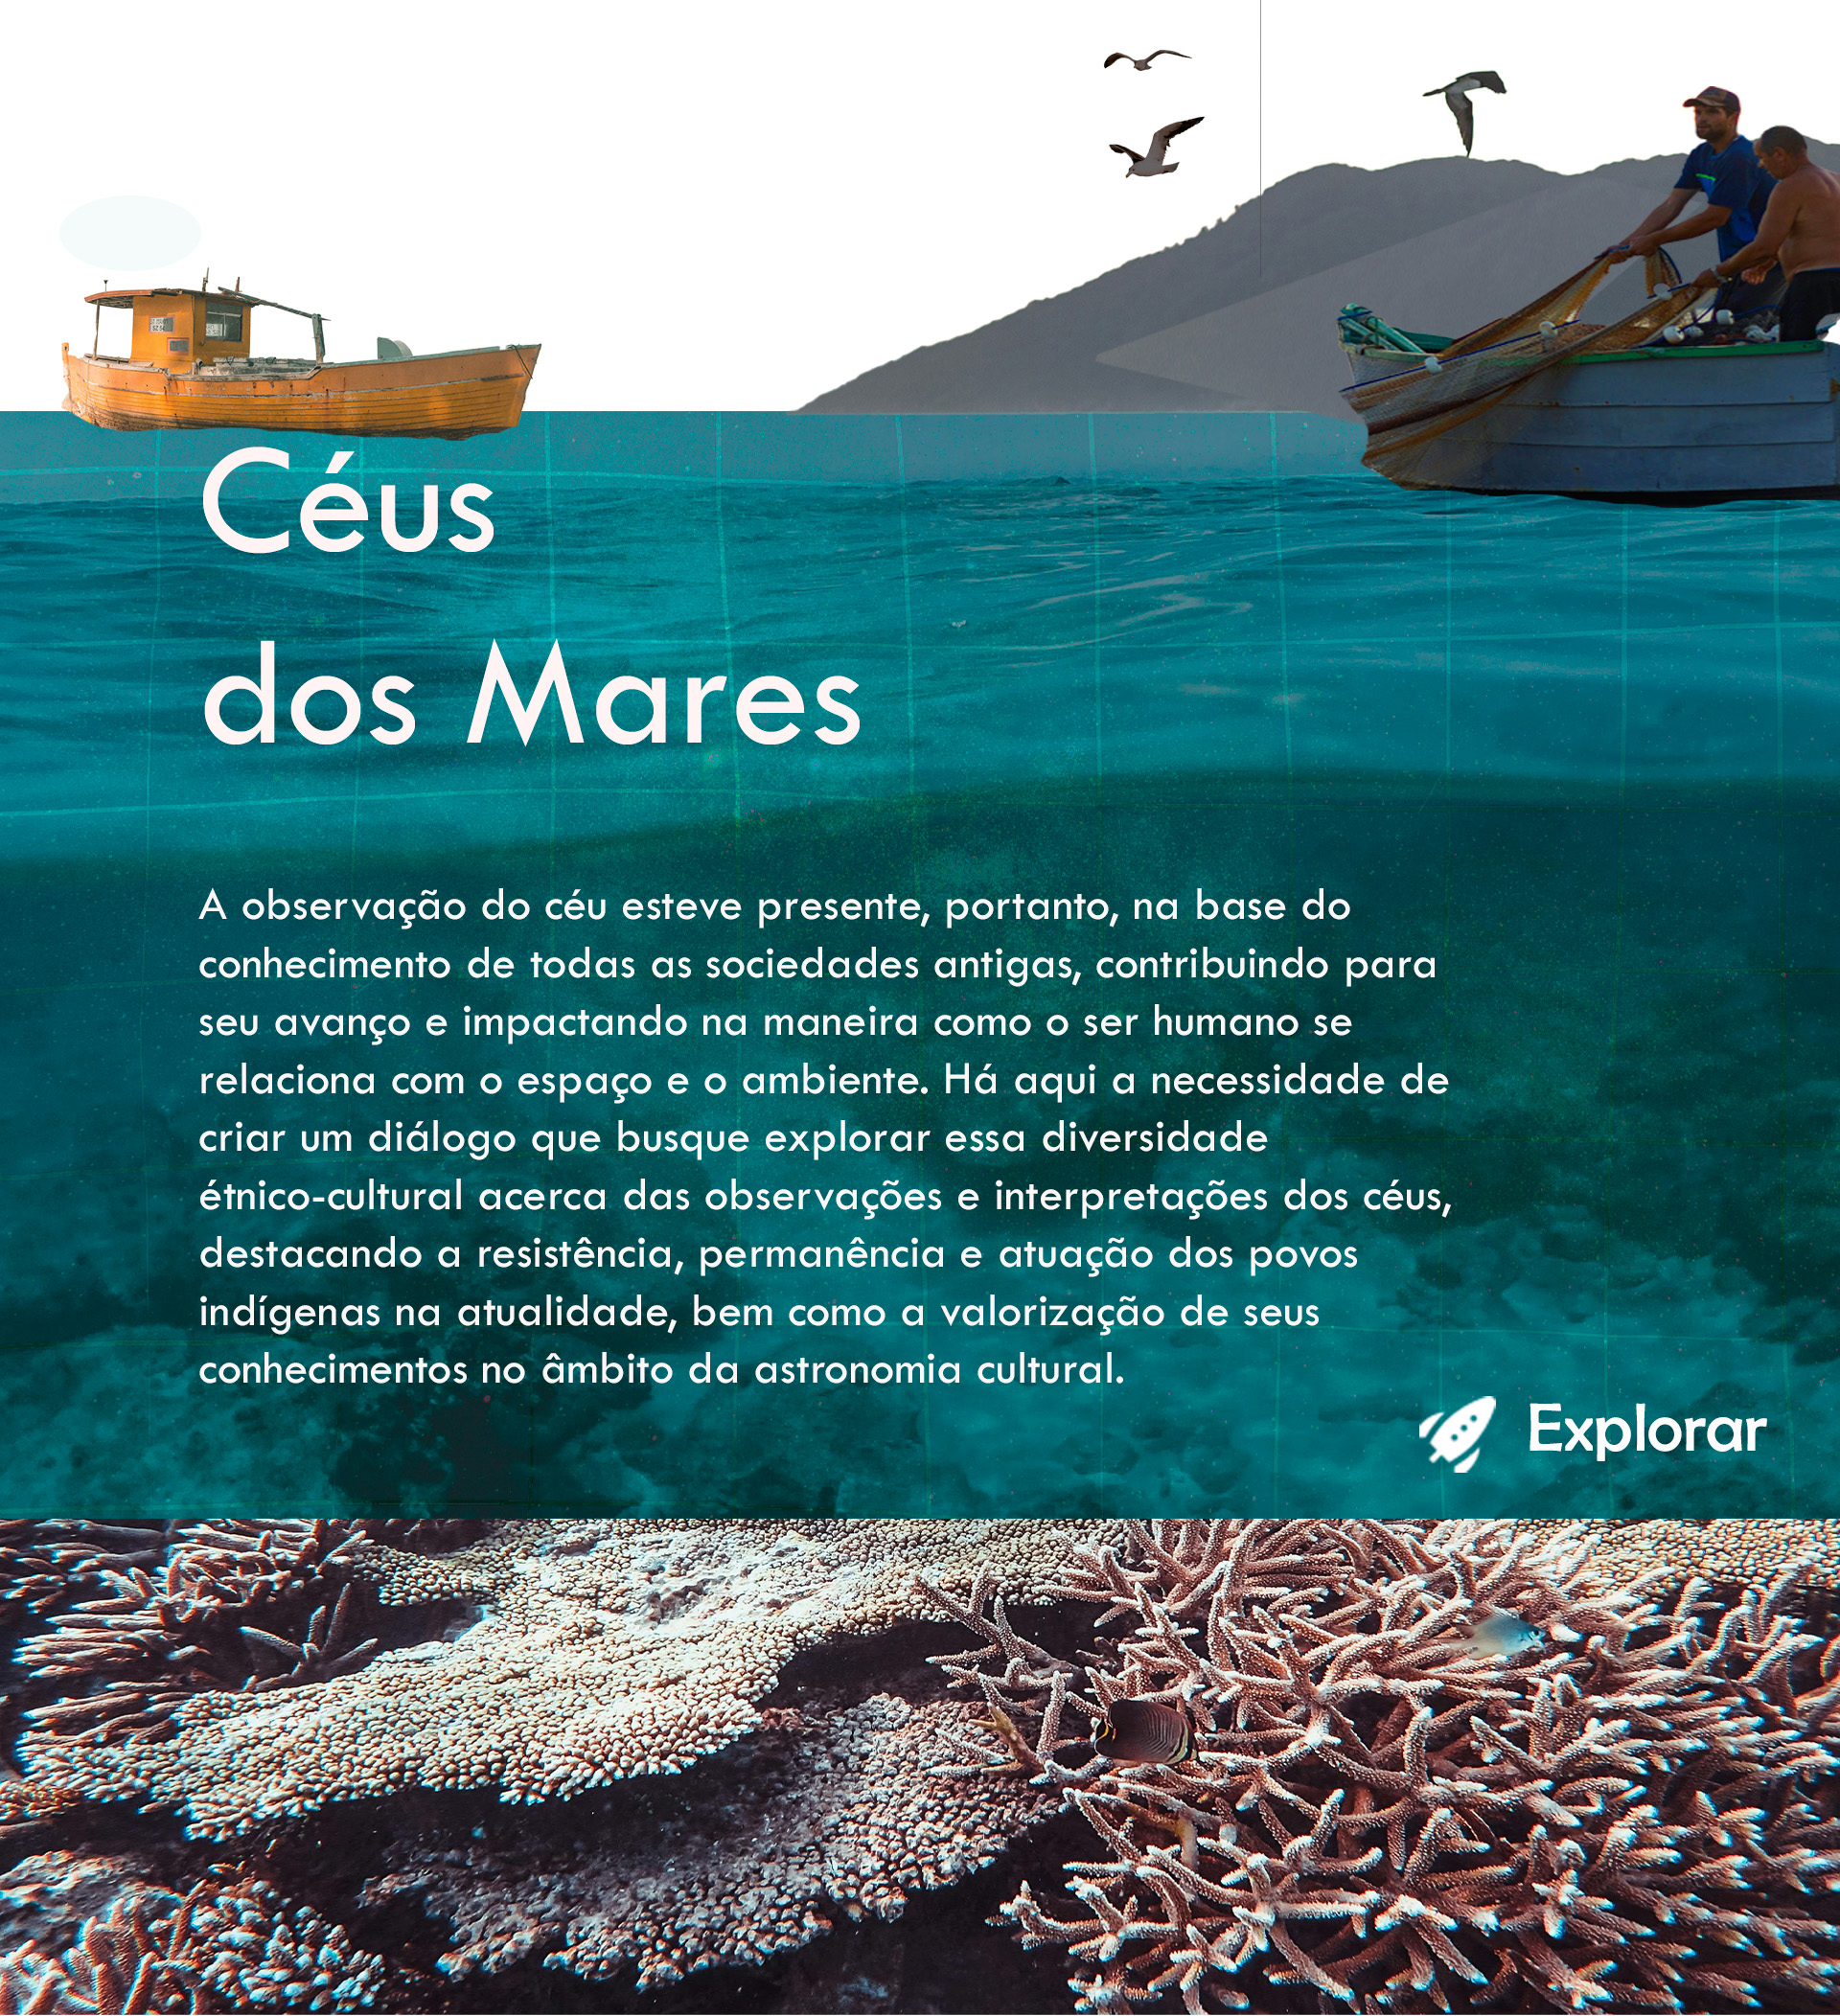 Céus
dos Mares
A observação do céu esteve presente, portanto, na base do
conhecimento de todas as sociedades antigas, contribuindo para
seu avanço e impactando na maneira como o ser humano se
relaciona com o espaço e o ambiente. Há aqui a necessidade de
criar um diálogo que busque explorar essa diversidade
étnico-cultural acerca das observações e interpretações dos céus,
destacando a resistência, permanência e atuação dos povos
indígenas na atualidade, bem como a valorização de seus
conhecimentos no âmbito da astronomia cultural.
Explorar